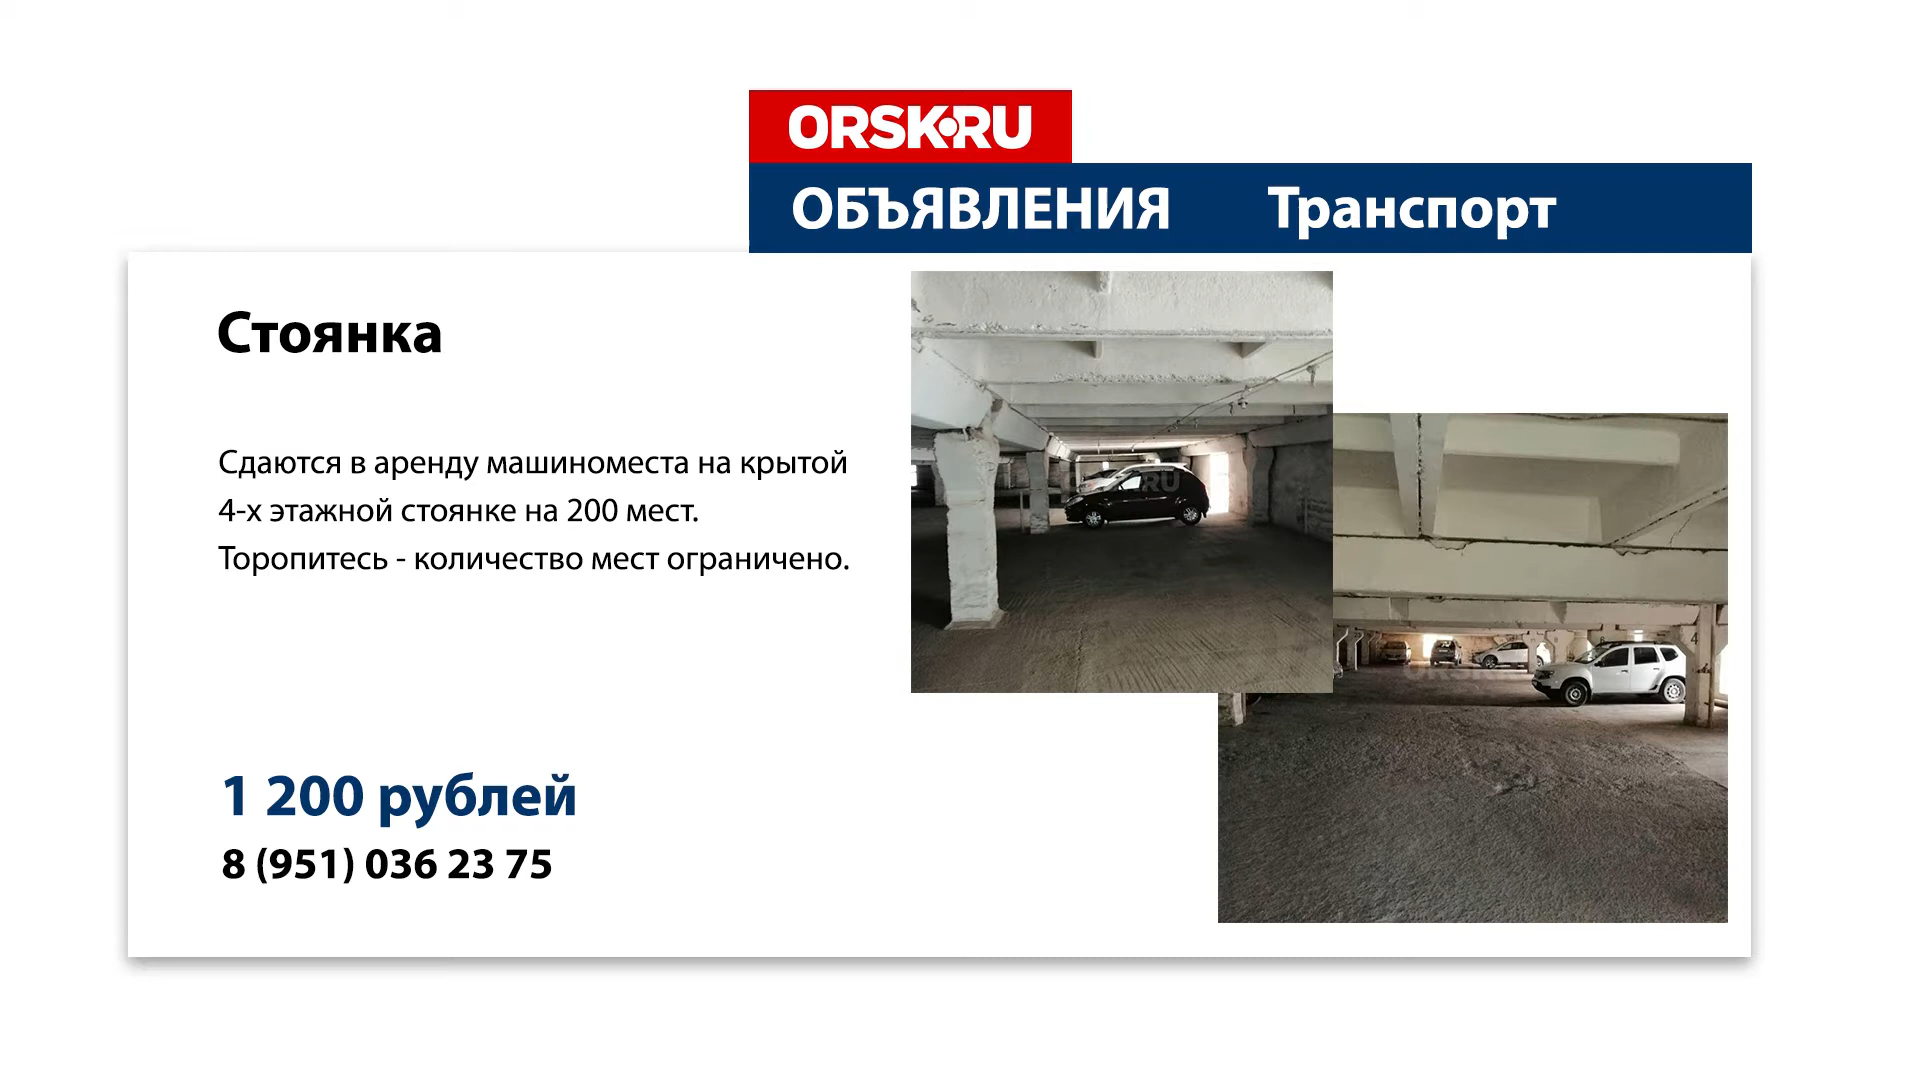 ORSK.RU
ОБЪЯВЛЕНИЯ Транспорт
Стоянка
Сдаются в аренду машиноместа на крытой
4-х этажной стоянке на 200 мест.
Торопитесь - количество мест ограничено.
1 200 рублей
8 (951) 036 23 75
4